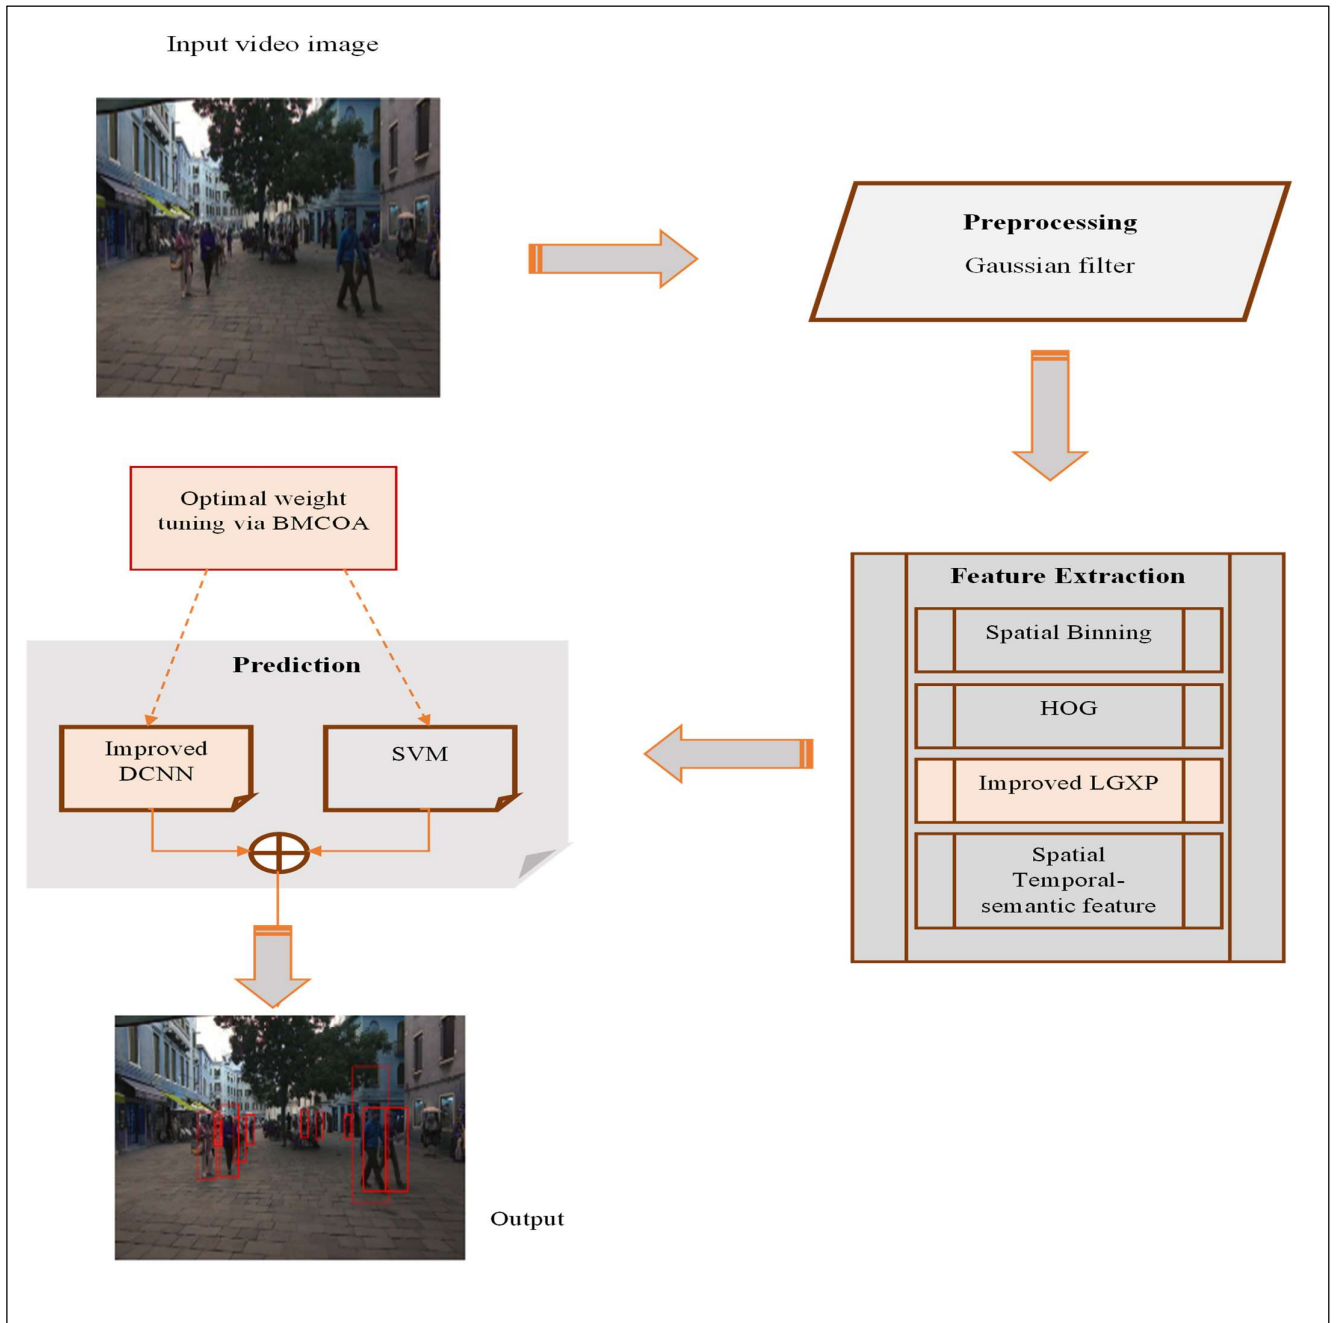 Input video image
Preprocessing
Gaussian filter
Optimal weight
tuning via BMCOA
Feature Extraction
Spatial Binning
HOG
Improved LGXP
Spatial
Temporal-
semantic feature
Prediction
Improved
DCNN
SVM
Output